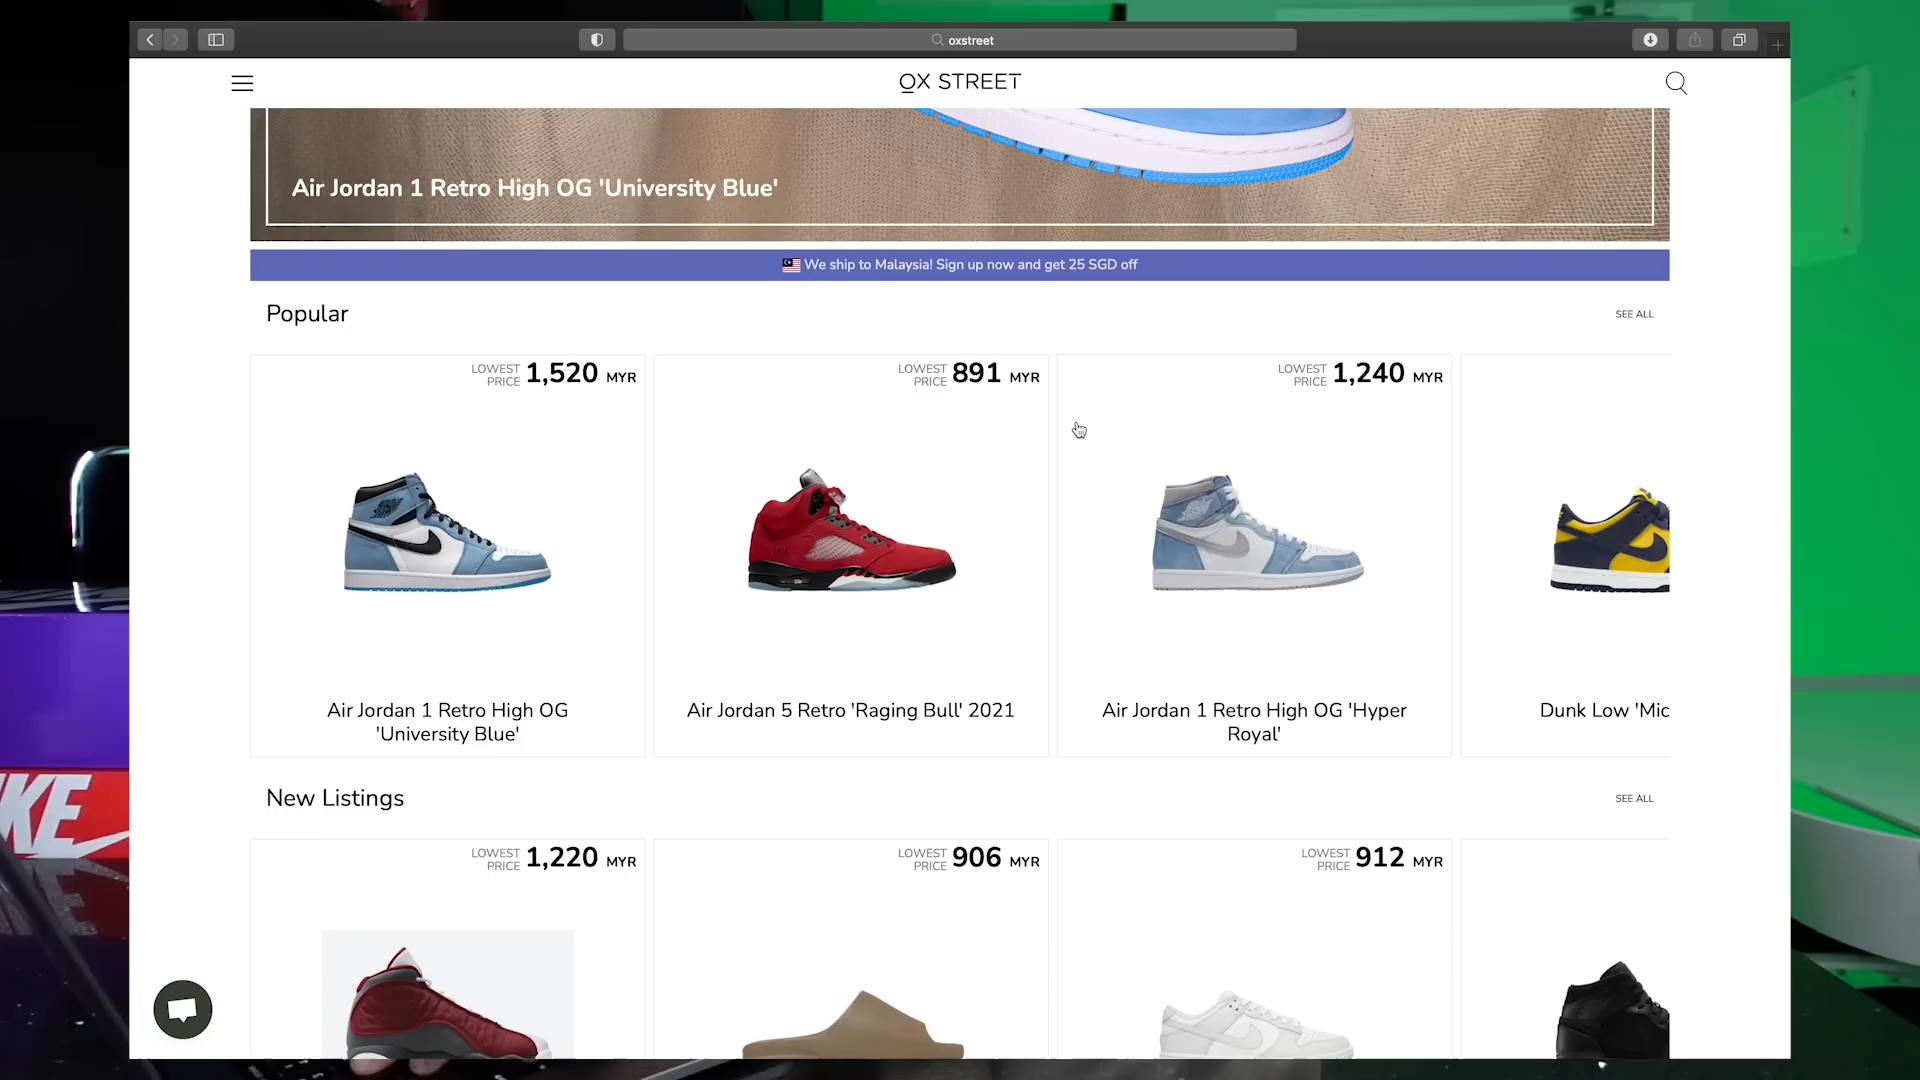 oxstreet
OX STREET
Air Jordan 1 Retro High OG 'University Blue'
We ship to Malaysia! Sign up now and get 25 SGD off
Popular
SEE ALL
LOWEST PRICE 1,520 MYR
LOWEST PRICE 891 MYR
LOWEST PRICE 1,240 MYR
Air Jordan 1 Retro High OG
'University Blue'
Air Jordan 5 Retro 'Raging Bull' 2021
Air Jordan 1 Retro High OG 'Hyper
Royal'
Dunk Low 'Mic
New Listings
SEE ALL
LOWEST PRICE 1,220 MYR
LOWEST PRICE 906 MYR
LOWEST PRICE 912 MYR
KE